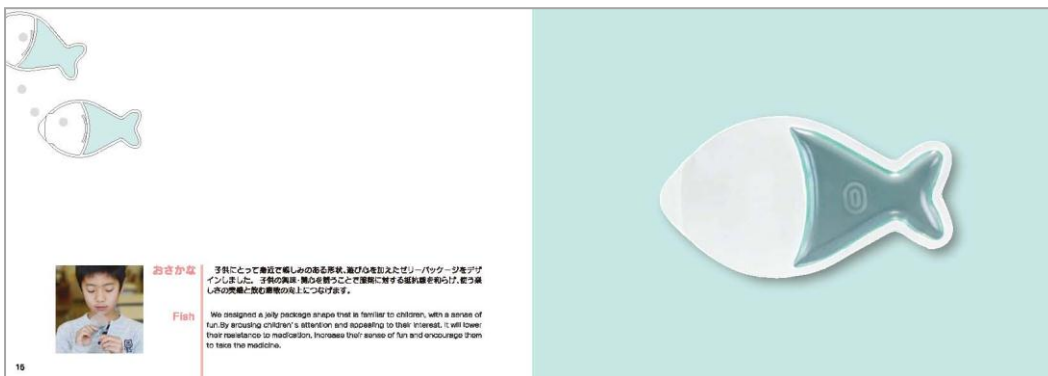 おさかな
子供にとって身近で親しみのある形状、遊び心を加えたゼリーパッケージをデザ
インしました。子供の興味・関心を誘うことで服薬に対する抵抗感を和らげ、使う楽
しさの実感と飲む意欲の向上につなげます。
Fish
We designed a jelly package shape that is familiar to children, with a sense of
fun.By arousing children's attention and appealing to their interest. it will lower
their resistance to medication, increase their sense of fun and encourage them
to take the medicine.
15